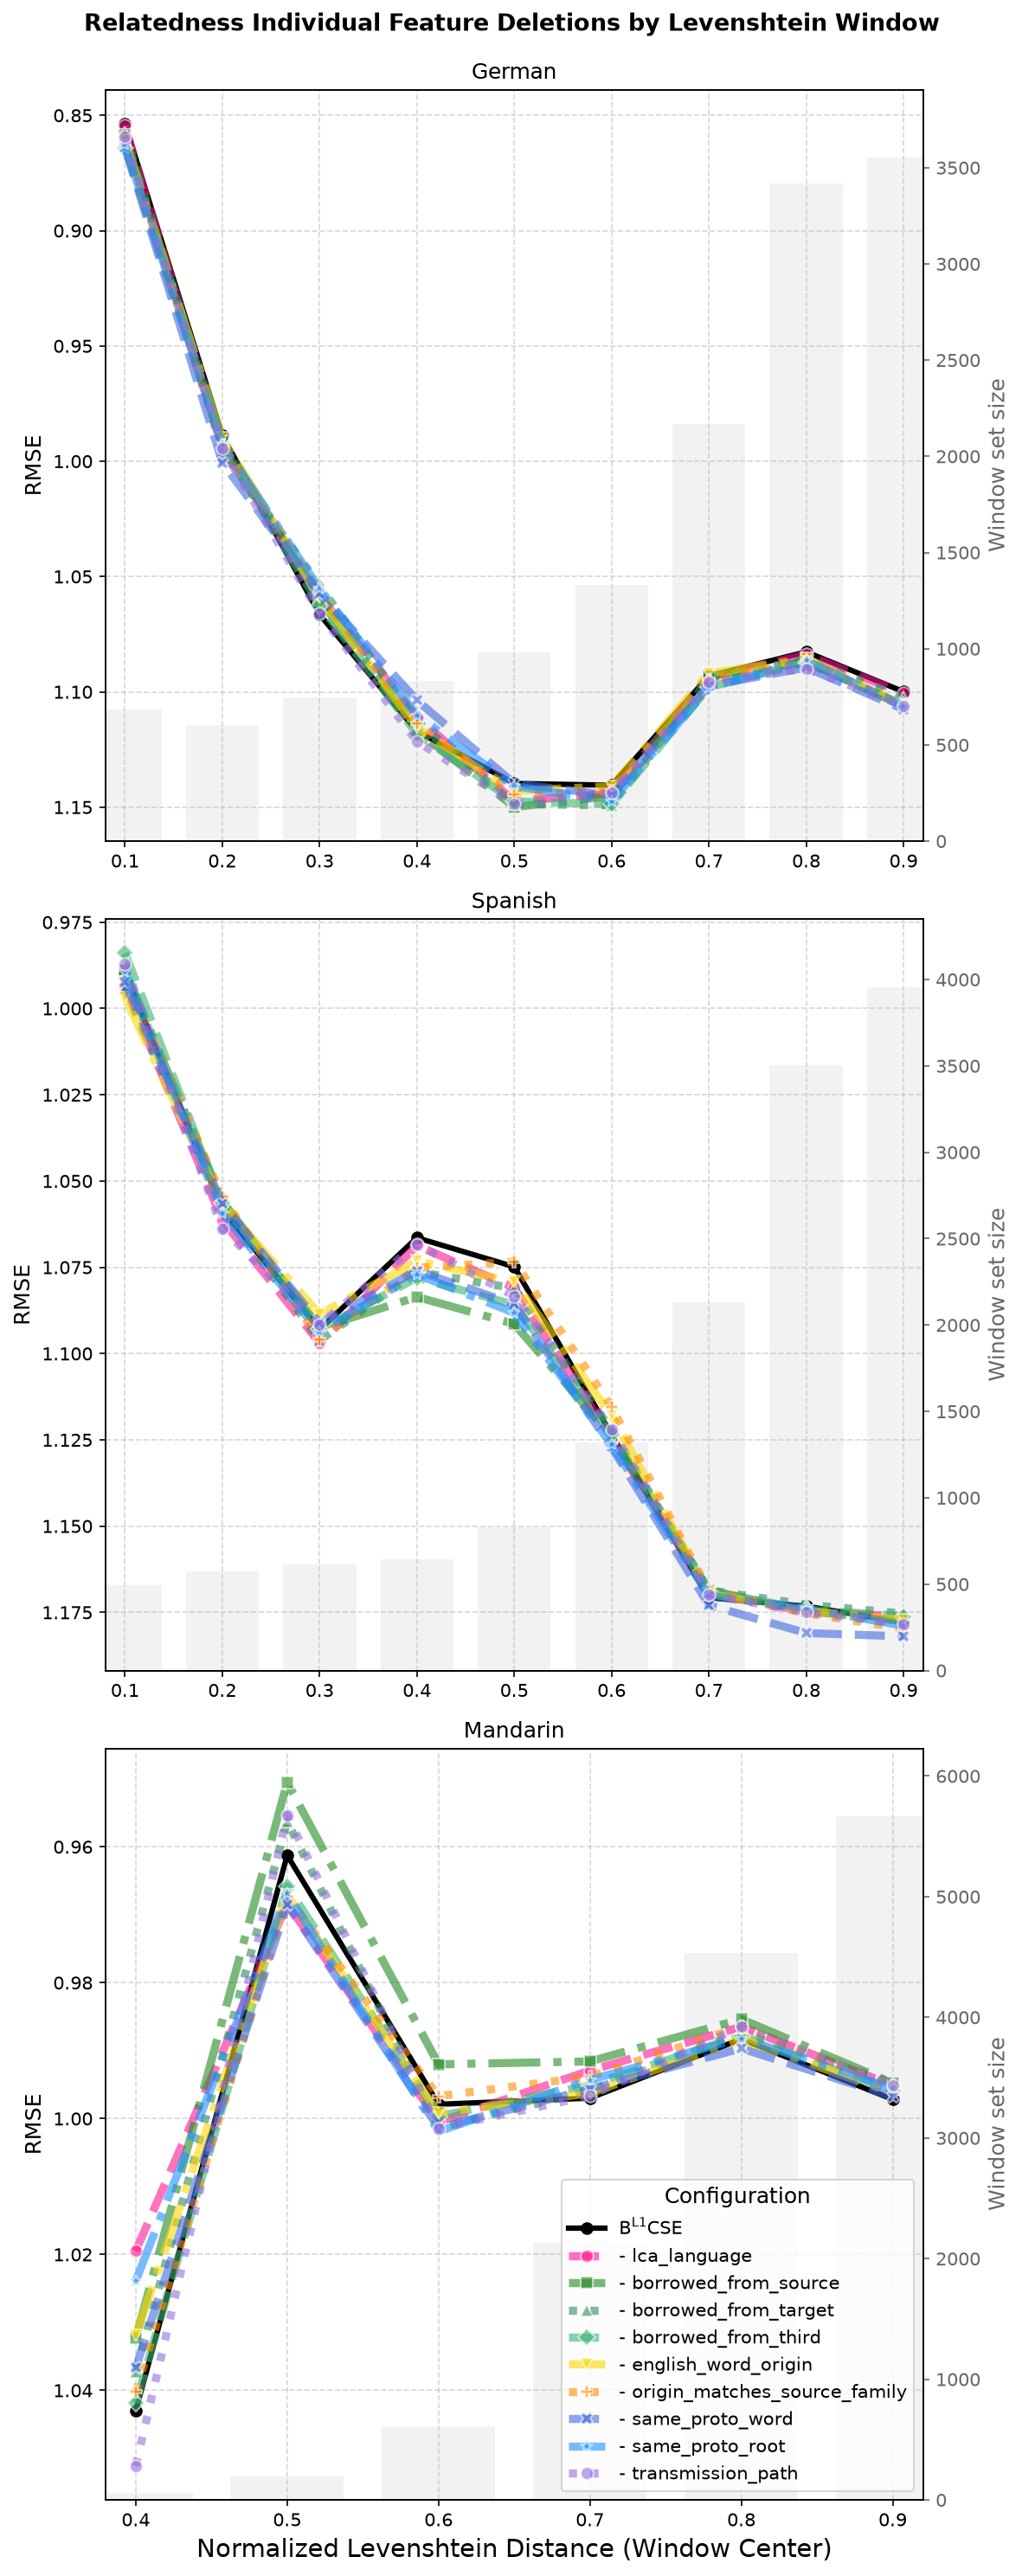 Relatedness Individual Feature Deletions by Levenshtein Window
German
RMSE
0.85
0.90
0.95
1.00
1.05
1.10
1.15
3500
3000
2500
2000
1500
1000
500
0
Window set size
0.1 0.2 0.3 0.4 0.5 0.6 0.7 0.8 0.9
Spanish
RMSE
0.975
1.000
1.025
1.050
1.075
1.100
1.125
1.150
1.175
4000
3500
3000
2500
2000
1500
1000
500
0
Window set size
0.1 0.2 0.3 0.4 0.5 0.6 0.7 0.8 0.9
Mandarin
RMSE
0.96
0.98
1.00
1.02
1.04
6000
5000
4000
3000
2000
1000
0
Window set size
Configuration
B^L1CSE
- lca_language
- borrowed_from_source
- borrowed_from_target
- borrowed_from_third
- english_word_origin
- origin_matches_source_family
- same_proto_word
- same_proto_root
- transmission_path
0.4 0.5 0.6 0.7 0.8 0.9
Normalized Levenshtein Distance (Window Center)